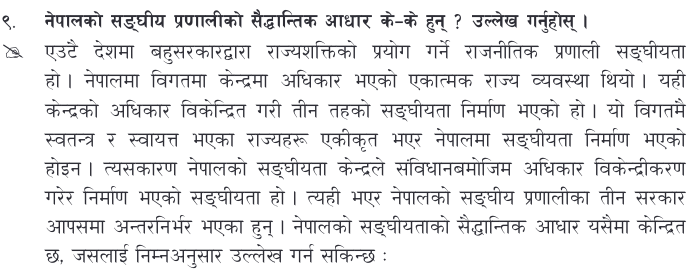 ९. नेपालको सङ्घीय प्रणालीको सैद्धान्तिक आधार के-के हुन् ? उल्लेख गर्नुहोस् ।
एउटै देशमा बहुसरकारद्वारा राज्यशक्तिको प्रयोग गर्ने राजनीतिक प्रणाली सङ्घीयता
हो । नेपालमा विगतमा केन्द्रमा अधिकार भएको एकात्मक राज्य व्यवस्था थियो । यही
केन्द्रको अधिकार विकेन्द्रित गरी तीन तहको सङ्घीयता निर्माण भएको हो । यो विगतमै
स्वतन्त्र र स्वायत्त भएका राज्यहरू एकीकृत भएर नेपालमा सङ्घीयता निर्माण भएको
होइन । त्यसकारण नेपालको सङ्घीयता केन्द्रले संविधानबमोजिम अधिकार विकेन्द्रीकरण
गरेर निर्माण भएको सङ्घीयता हो । त्यही भएर नेपालको सङ्घीय प्रणालीका तीन सरकार
आपसमा अन्तरनिर्भर भएका हुन् । नेपालको सङ्घीयताको सैद्धान्तिक आधार यसैमा केन्द्रित
छ, जसलाई निम्नअनुसार उल्लेख गर्न सकिन्छ :